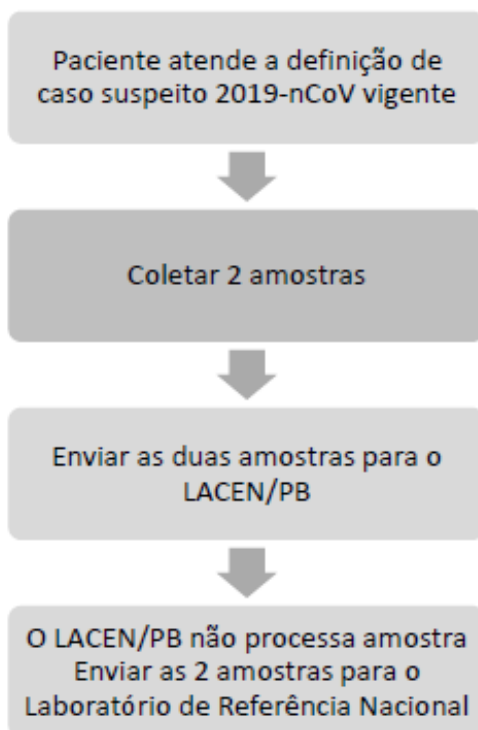 Paciente atende a definição de
caso suspeito 2019-nCoV vigente
Coletar 2 amostras
Enviar as duas amostras para o
LACEN/PB
O LACEN/PB não processa amostra
Enviar as 2 amostras para o
Laboratório de Referência Nacional